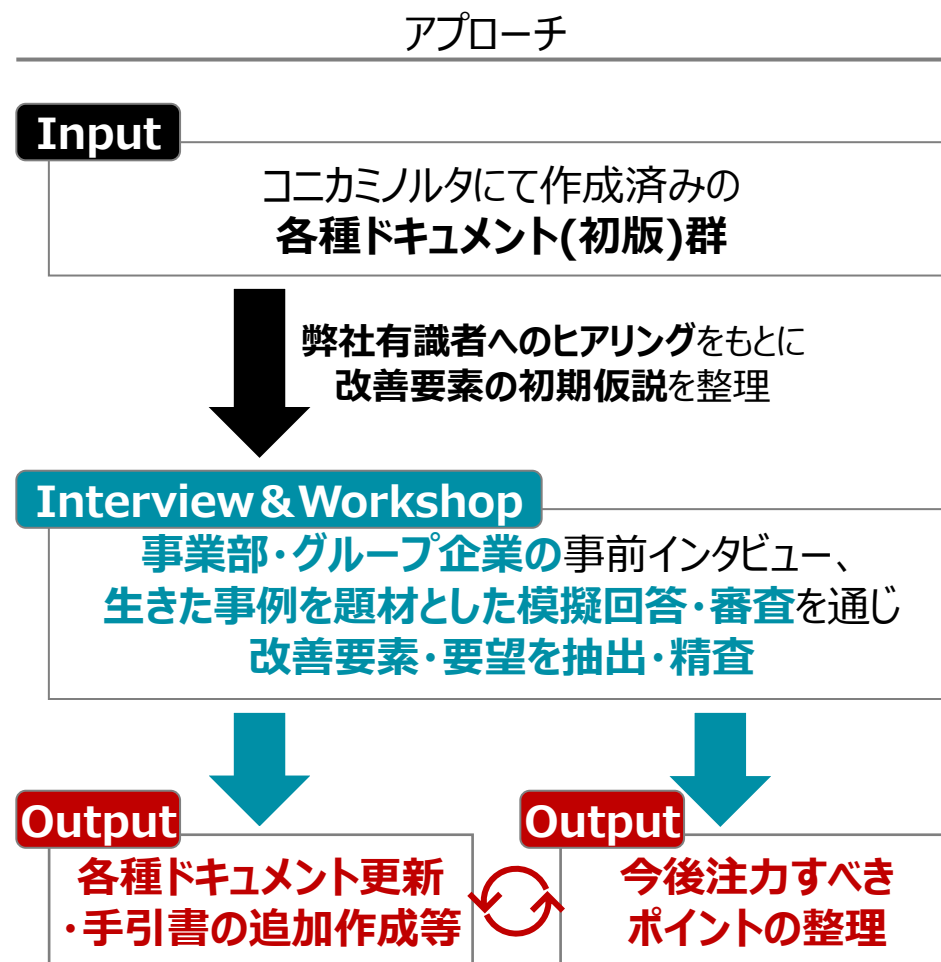 アプローチ
Input
コニカミノルタにて作成済みの
各種ドキュメント(初版)群
弊社有識者へのヒアリングをもとに
改善要素の初期仮説を整理
Interview＆Workshop
事業部・グループ企業の事前インタビュー、
生きた事例を題材とした模擬回答・審査を通じ
改善要素・要望を抽出・精査
Output
各種ドキュメント更新
・手引書の追加作成等
Output
今後注力すべき
ポイントの整理